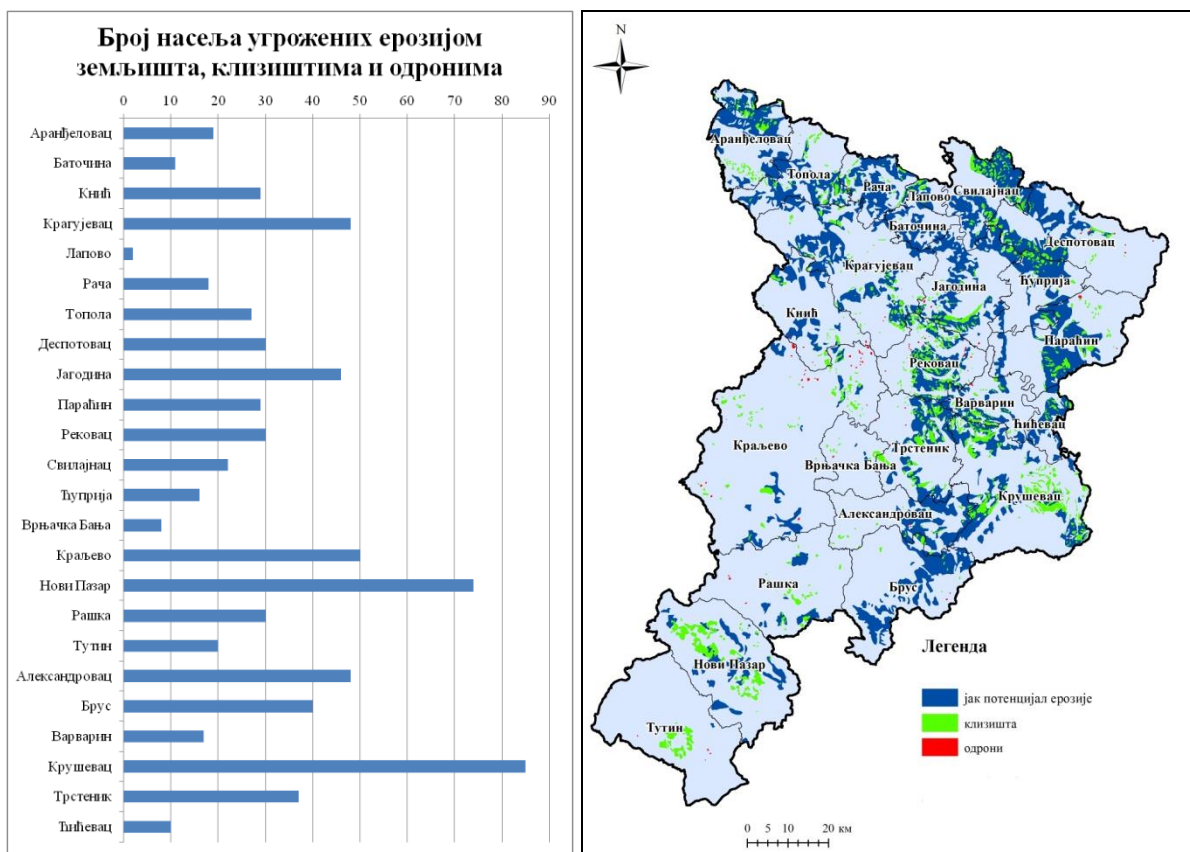 Број насеља угрожених ерозијом
земљишта, клизиштима и одронима
0 10 20 30 40 50 60 70 80 90
Аранђеловац
Баточина
Кнић
Крагујевац
Лапово
Рача
Топола
Деспотовац
Јагодина
Параћин
Рековац
Свилајнац
Ћуприја
Врњачка Бања
Краљево
Нови Пазар
Рашка
Тутин
Александровац
Брус
Варварин
Крушевац
Трстеник
Ћићевац
N
Аранђеловац
Топола
Рача
Лапово
Свилајнац
Баточина
Деспотовац
Крагујевац
Јагодина
Ћуприја
Кнић
Параћин
Рековац
Варварин
Ћићевац
Краљево
Врњачка Бања
Трстеник
Крушевац
Александровац
Рашка
Брус
Нови Пазар
Тутин
Легенда
јак потенцијал ерозије
клизишта
одрони
0 5 10 20 км